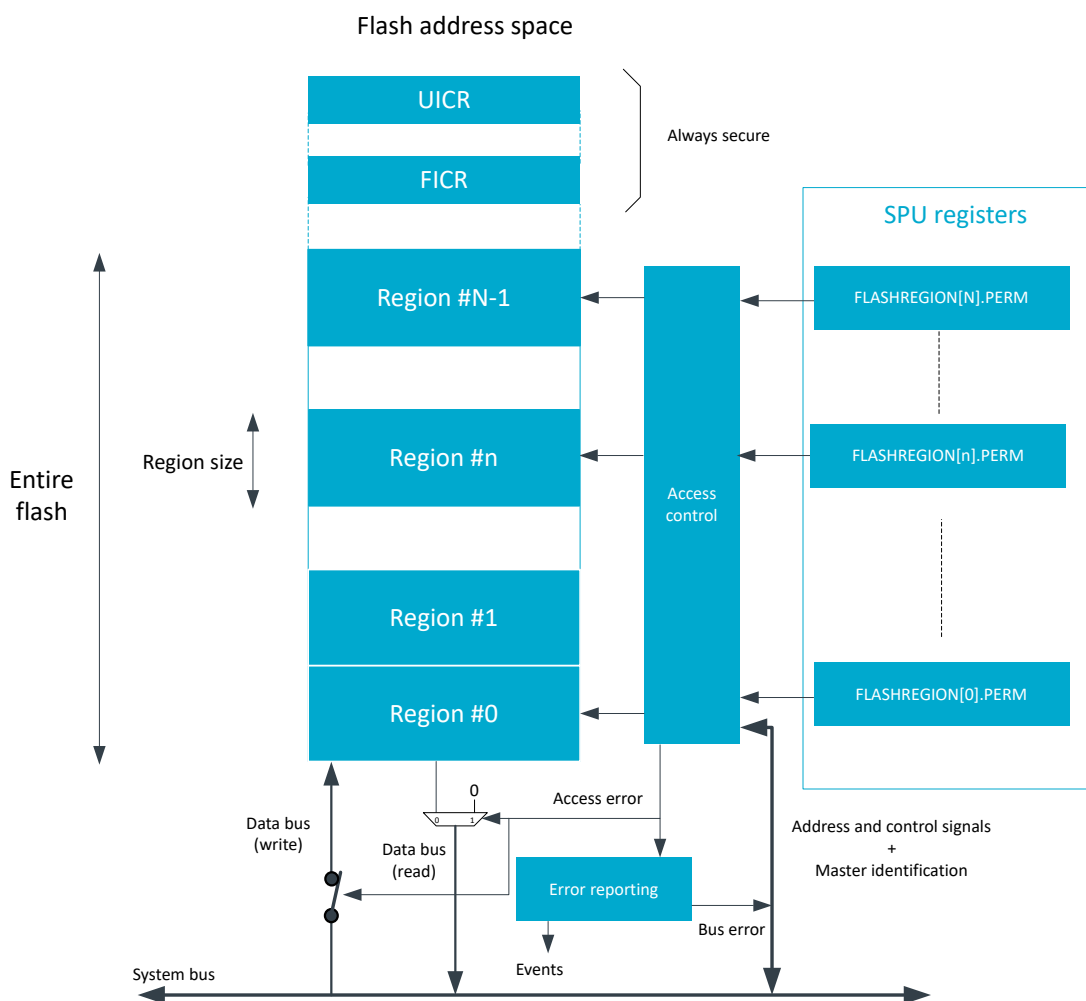 Flash address space
UICR
Always secure
FICR
SPU registers
Region #N-1
FLASHREGION[N].PERM
Region #n
FLASHREGION[n].PERM
Region size
Entire
flash
Access
control
Region #1
Region #0
FLASHREGION[0].PERM
0
Access error
0
1
Data bus
(write)
Data bus
(read)
Address and control signals
+
Master identification
Error reporting
Bus error
Events
System bus